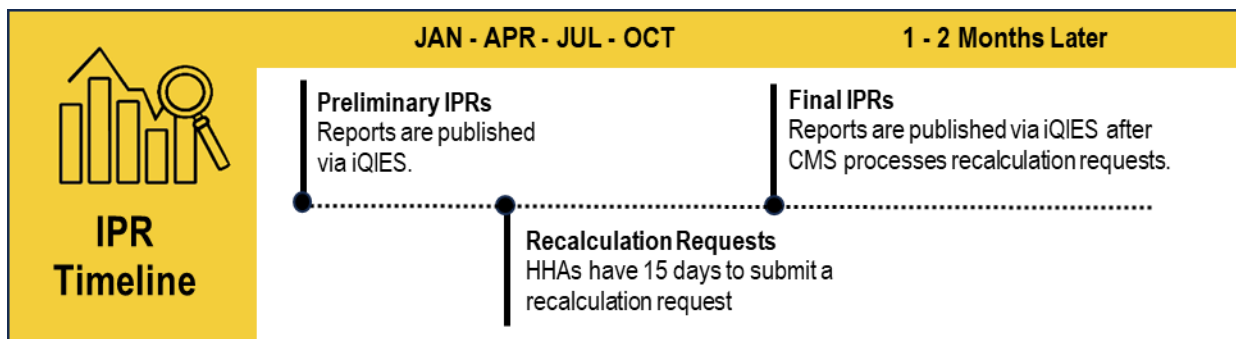 IPR
Timeline
JAN - APR - JUL - OCT
1 - 2 Months Later
Preliminary IPRs
Reports are published
via iQIES.
Recalculation Requests
HHAs have 15 days to submit a
recalculation request
Final IPRs
Reports are published via iQIES after
CMS processes recalculation requests.